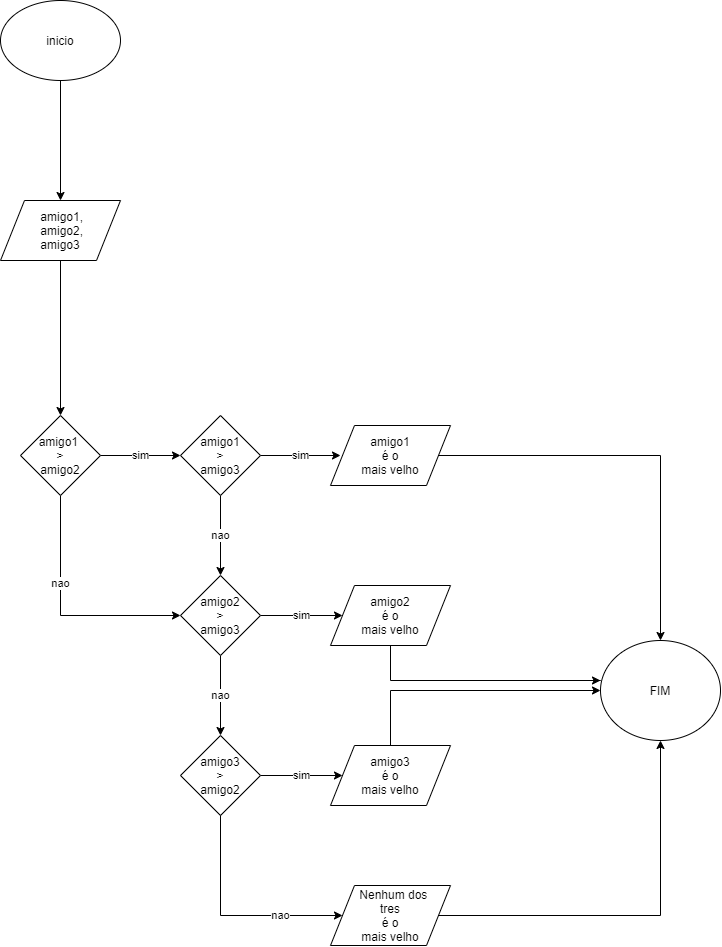 inicio
amigo1,
amigo2,
amigo3
amigo1
>
amigo2
sim
amigo1
>
amigo3
sim
amigo1
é o
mais velho
nao
nao
amigo2
>
amigo3
sim
amigo2
é o
mais velho
FIM
nao
amigo3
>
amigo2
sim
amigo3
é o
mais velho
nao
Nenhum dos
tres
é o
mais velho